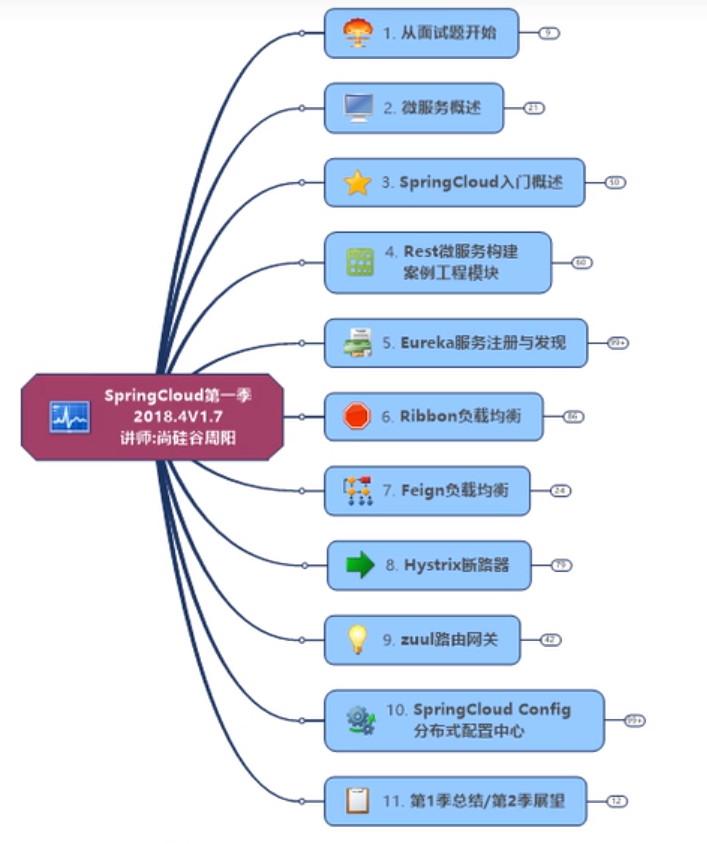 SpringCloud第一季
2018.4V1.7
讲师:尚硅谷周阳
1. 从面试题开始
9
2. 微服务概述
21
3. SpringCloud入门概述
10
4. Rest微服务构建
案例工程模块
60
5. Eureka服务注册与发现
99+
6. Ribbon负载均衡
86
7. Feign负载均衡
24
8. Hystrix断路器
79
9. zuul路由网关
42
10. SpringCloud Config
分布式配置中心
99+
11. 第1季总结/第2季展望
12